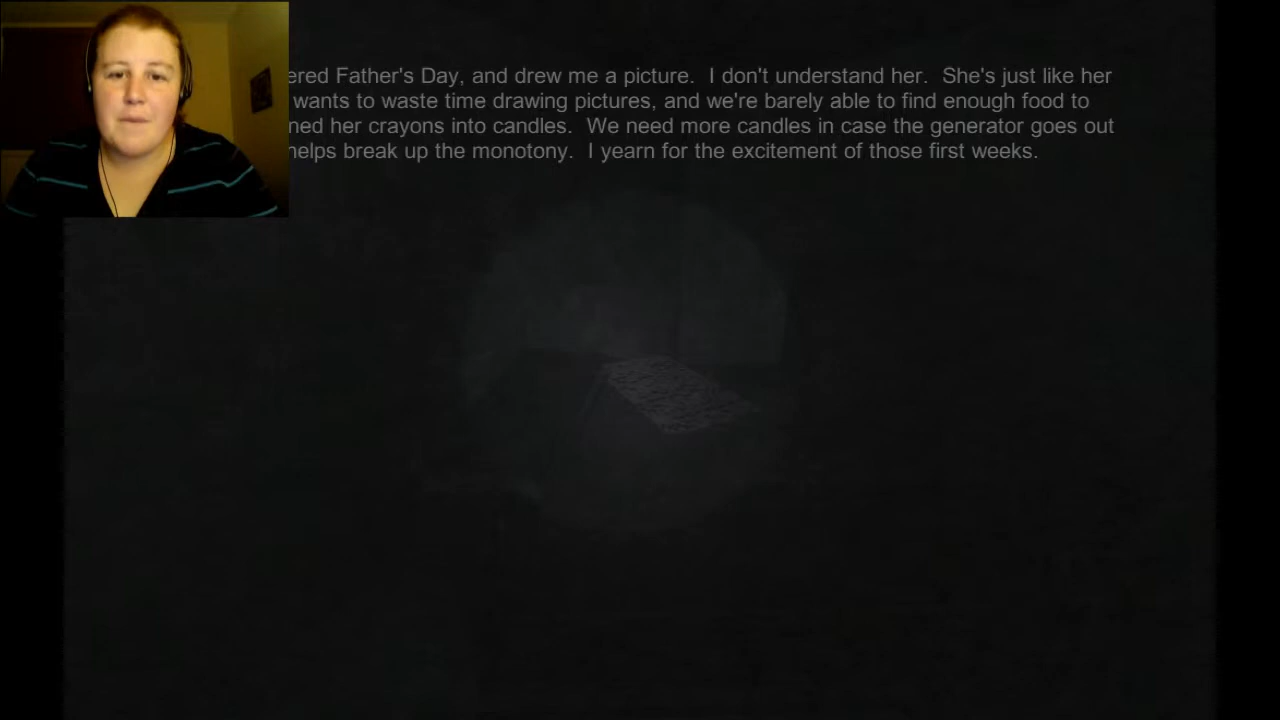 ered Father's Day, and drew me a picture.  I don't understand her.  She's just like her
wants to waste time drawing pictures, and we're barely able to find enough food to
ned her crayons into candles.  We need more candles in case the generator goes out
helps break up the monotony.  I yearn for the excitement of those first weeks.